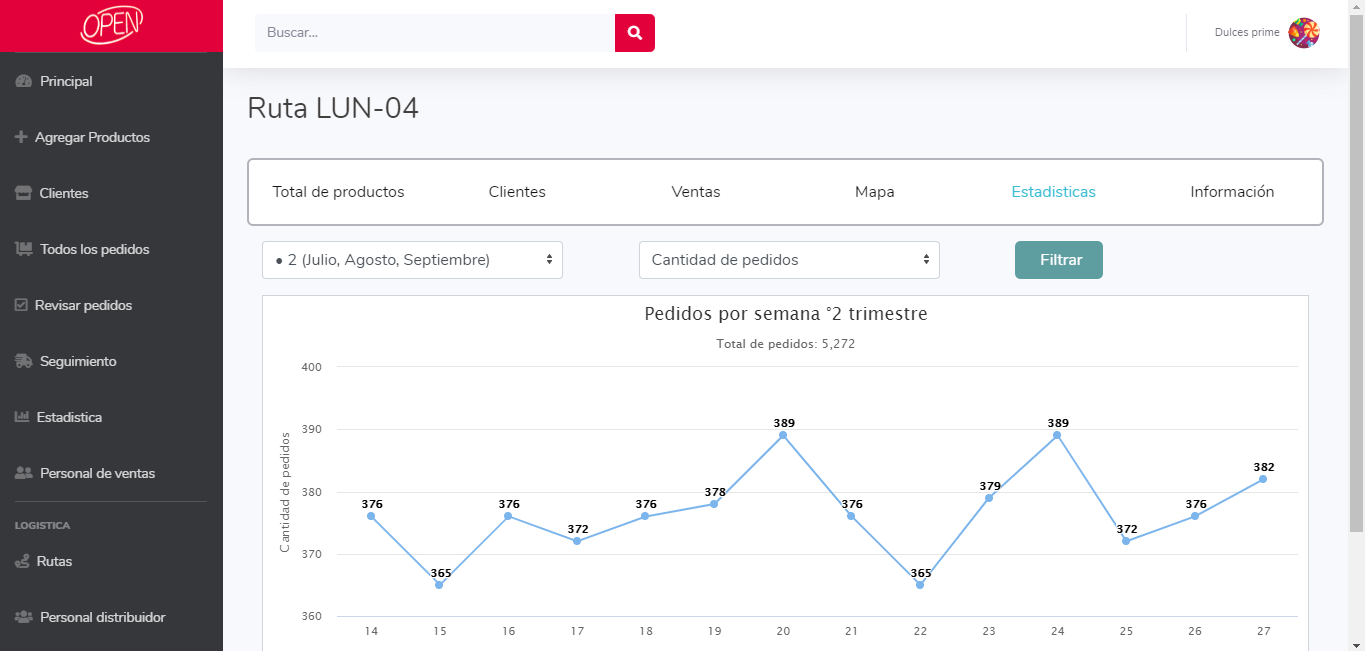 OPEN
Buscar...
Dulces prime
Principal
Agregar Productos
Clientes
Todos los pedidos
Revisar pedidos
Seguimiento
Estadistica
Personal de ventas
LOGISTICA
Rutas
Personal distribuidor
Ruta LUN-04
Total de productos Clientes Ventas Mapa Estadisticas Información
● 2 (Julio, Agosto, Septiembre) Cantidad de pedidos Filtrar
Pedidos por semana °2 trimestre
Total de pedidos: 5,272
Cantidad de pedidos
400
390
380
370
360
376 365 376 372 376 378 389 376 365 379 389 372 376 382
14 15 16 17 18 19 20 21 22 23 24 25 26 27